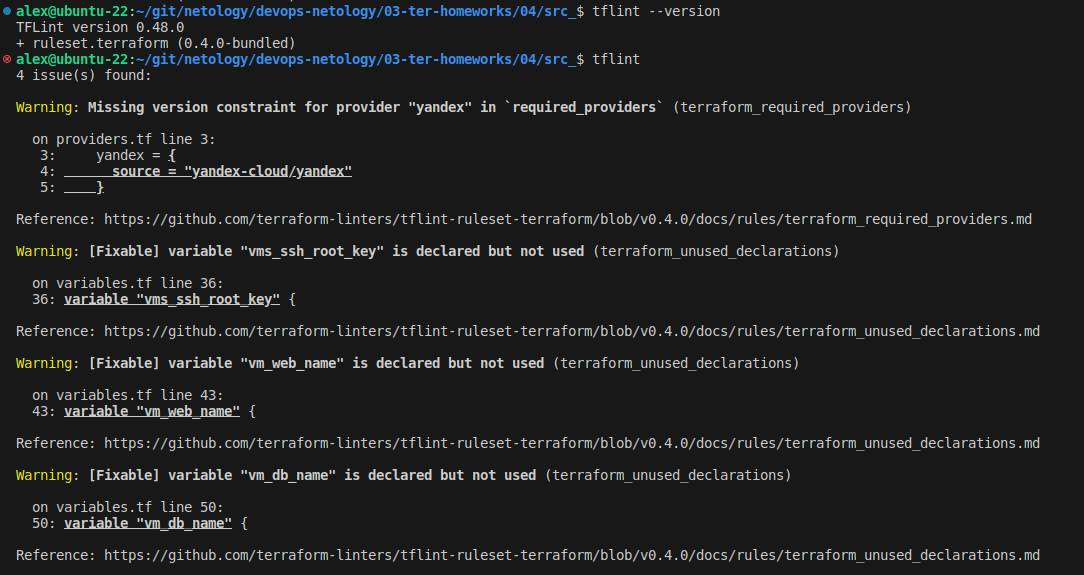 alex@ubuntu-22:~/git/netology/devops-netology/03-ter-homeworks/04/src_$ tflint --version
TFLint version 0.48.0
+ ruleset.terraform (0.4.0-bundled)
alex@ubuntu-22:~/git/netology/devops-netology/03-ter-homeworks/04/src_$ tflint
4 issue(s) found:
Warning: Missing version constraint for provider "yandex" in `required_providers` (terraform_required_providers)
on providers.tf line 3:
3:     yandex = {
4:       source = "yandex-cloud/yandex"
5:     }
Reference: https://github.com/terraform-linters/tflint-ruleset-terraform/blob/v0.4.0/docs/rules/terraform_required_providers.md
Warning: [Fixable] variable "vms_ssh_root_key" is declared but not used (terraform_unused_declarations)
on variables.tf line 36:
36: variable "vms_ssh_root_key" {
Reference: https://github.com/terraform-linters/tflint-ruleset-terraform/blob/v0.4.0/docs/rules/terraform_unused_declarations.md
Warning: [Fixable] variable "vm_web_name" is declared but not used (terraform_unused_declarations)
on variables.tf line 43:
43: variable "vm_web_name" {
Reference: https://github.com/terraform-linters/tflint-ruleset-terraform/blob/v0.4.0/docs/rules/terraform_unused_declarations.md
Warning: [Fixable] variable "vm_db_name" is declared but not used (terraform_unused_declarations)
on variables.tf line 50:
50: variable "vm_db_name" {
Reference: https://github.com/terraform-linters/tflint-ruleset-terraform/blob/v0.4.0/docs/rules/terraform_unused_declarations.md